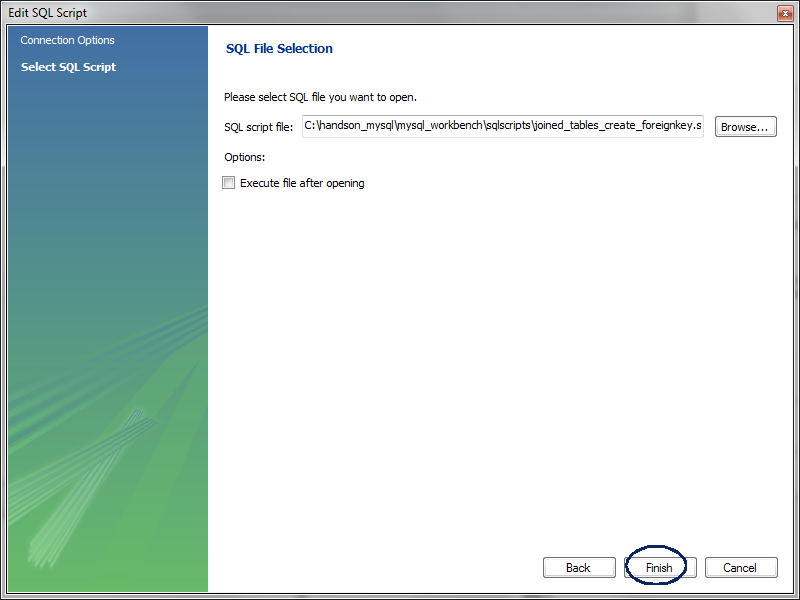 Edit SQL Script
Connection Options
Select SQL Script
SQL File Selection
Please select SQL file you want to open.
SQL script file: C:\handson_mysql\mysql_workbench\sqlscripts\joined_tables_create_foreignkey.s Browse...
Options:
Execute file after opening
Back Finish Cancel